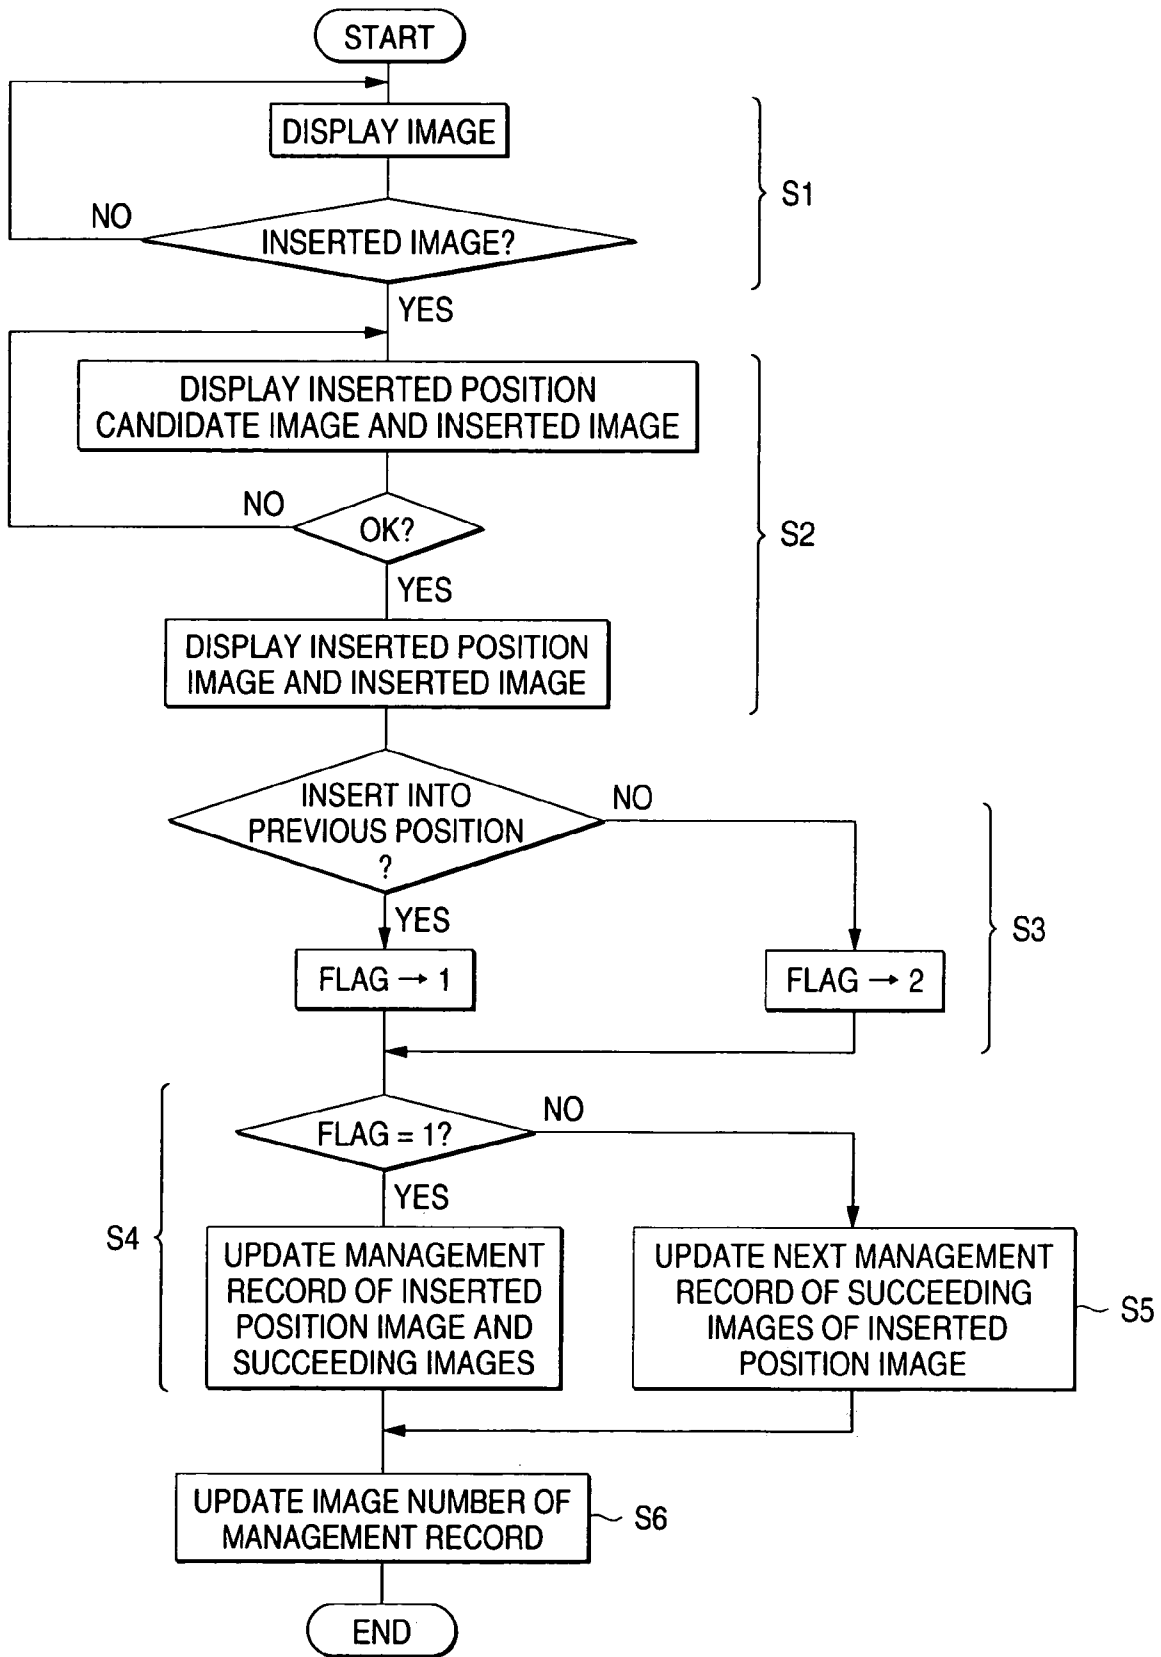 START
DISPLAY IMAGE
S1
NO
INSERTED IMAGE?
YES
DISPLAY INSERTED POSITION
CANDIDATE IMAGE AND INSERTED IMAGE
NO
OK?
S2
YES
DISPLAY INSERTED POSITION
IMAGE AND INSERTED IMAGE
INSERT INTO
PREVIOUS POSITION
?
NO
YES
S3
FLAG → 1
FLAG → 2
FLAG = 1?
NO
YES
S4
UPDATE MANAGEMENT
RECORD OF INSERTED
POSITION IMAGE AND
SUCCEEDING IMAGES
UPDATE NEXT MANAGEMENT
RECORD OF SUCCEEDING
IMAGES OF INSERTED
POSITION IMAGE
S5
UPDATE IMAGE NUMBER OF
MANAGEMENT RECORD
S6
END